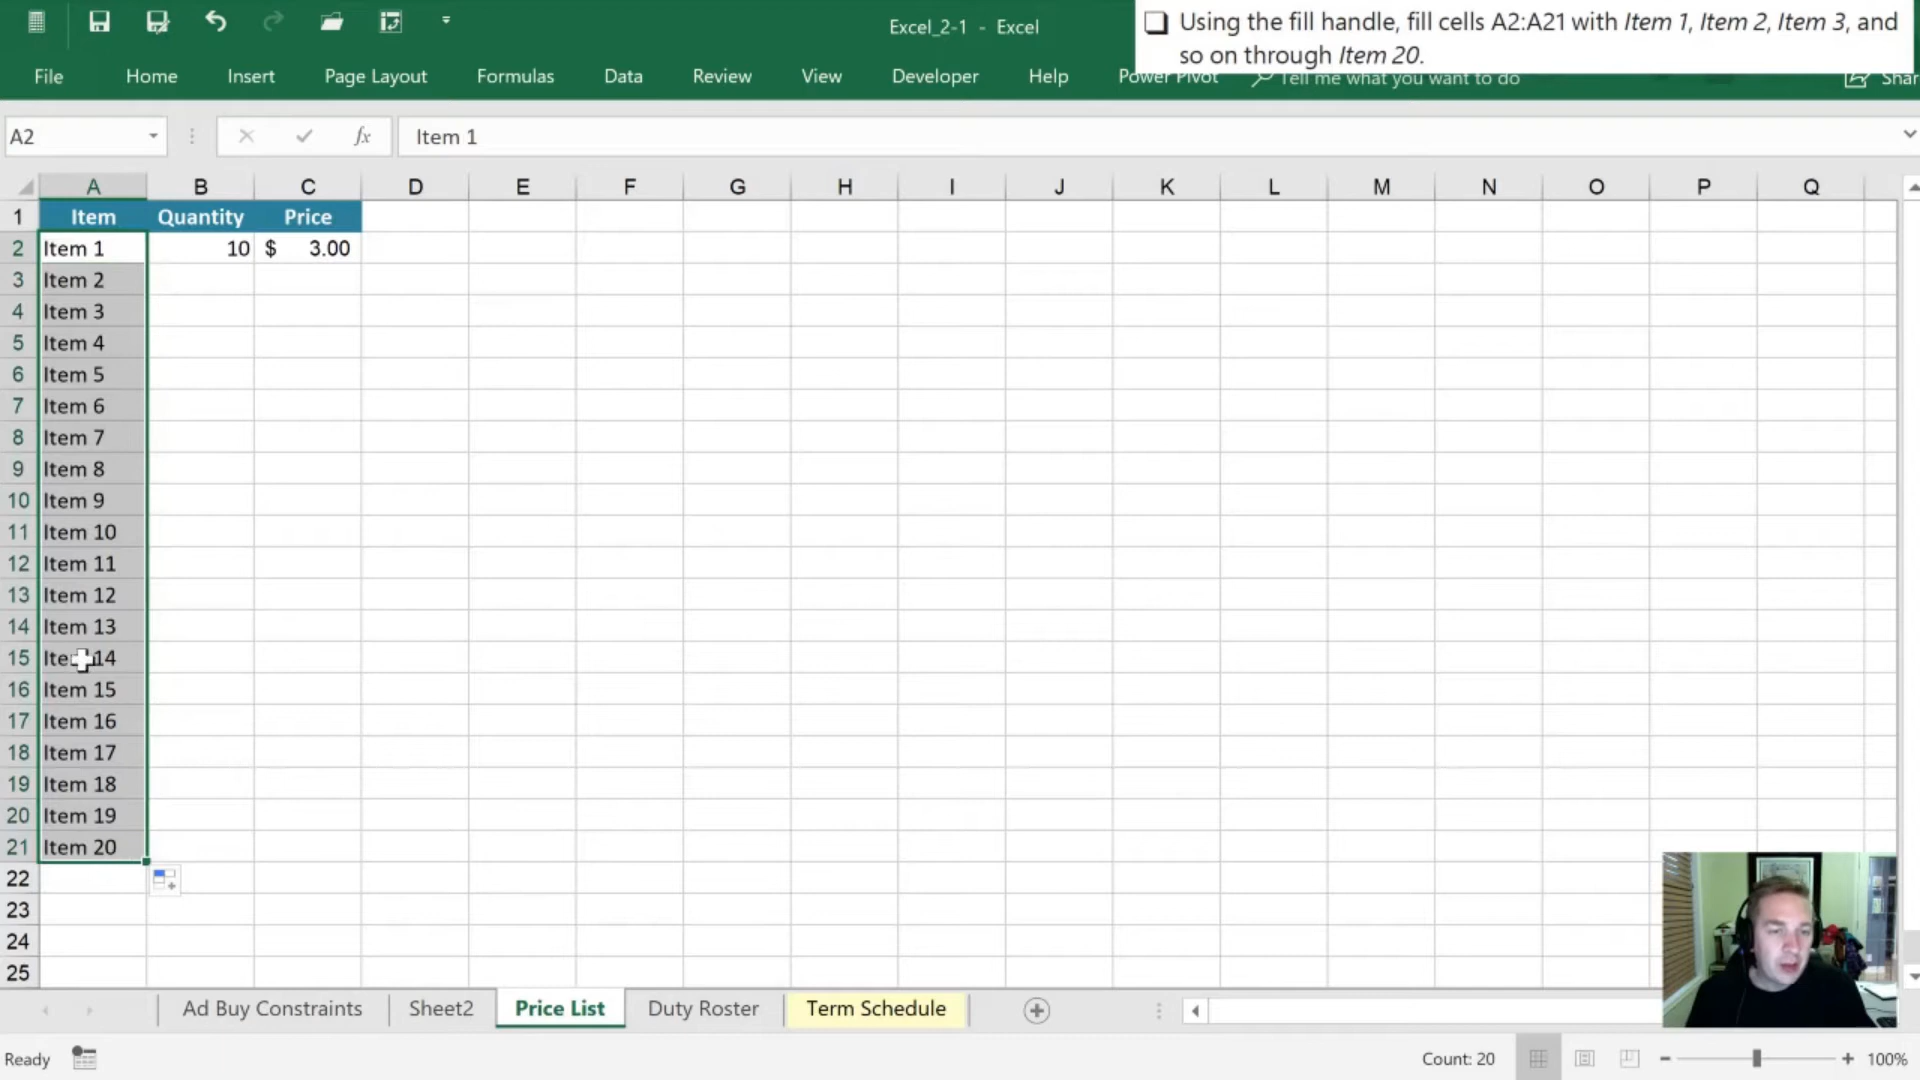 Excel_2-1 - Excel
Using the fill handle, fill cells A2:A21 with Item 1, Item 2, Item 3, and
so on through Item 20.
File Home Insert Page Layout Formulas Data Review View Developer Help Power Pivot Tell me what you want to do Shar
A2 fx Item 1
A B C D E F G H I J K L M N O P Q
1 Item Quantity Price
2 Item 1 10 $ 3.00
3 Item 2
4 Item 3
5 Item 4
6 Item 5
7 Item 6
8 Item 7
9 Item 8
10 Item 9
11 Item 10
12 Item 11
13 Item 12
14 Item 13
15 Item 14
16 Item 15
17 Item 16
18 Item 17
19 Item 18
20 Item 19
21 Item 20
22
23
24
25
Ad Buy Constraints Sheet2 Price List Duty Roster Term Schedule
Ready Count: 20 100%